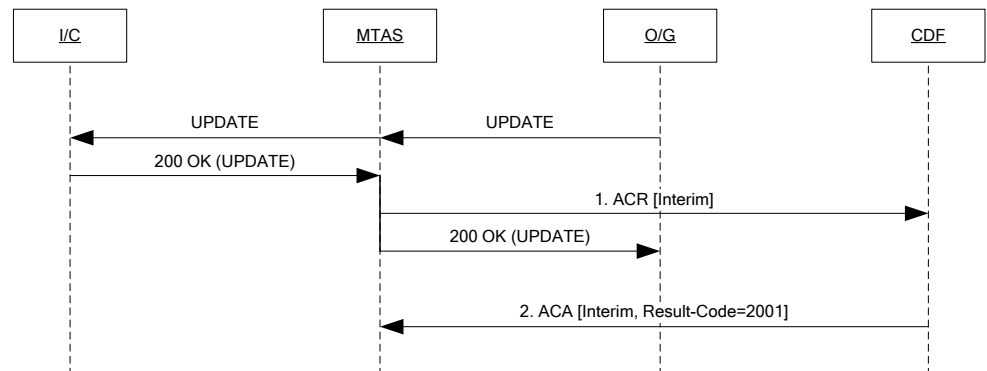 I/C
MTAS
O/G
CDF
UPDATE
UPDATE
200 OK (UPDATE)
1. ACR [Interim]
200 OK (UPDATE)
2. ACA [Interim, Result-Code=2001]